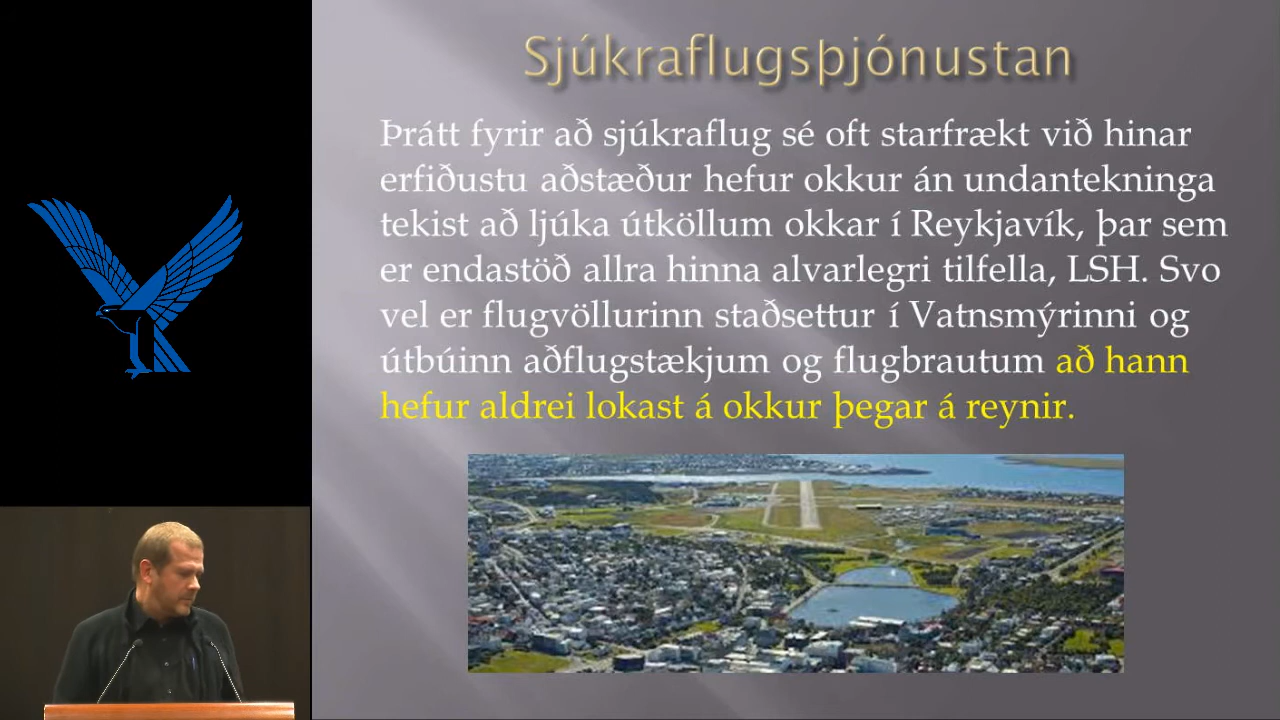 Sjúkraflugsþjónustan
Þrátt fyrir að sjúkraflug sé oft starfrækt við hinar
erfiðustu aðstæður hefur okkur án undantekninga
tekist að ljúka útköllum okkar í Reykjavík, þar sem
er endastöð allra hinna alvarlegri tilfella, LSH. Svo
vel er flugvöllurinn staðsettur í Vatnsmýrinni og
útbúinn aðflugstækjum og flugbrautum að hann
hefur aldrei lokast á okkur þegar á reynir.